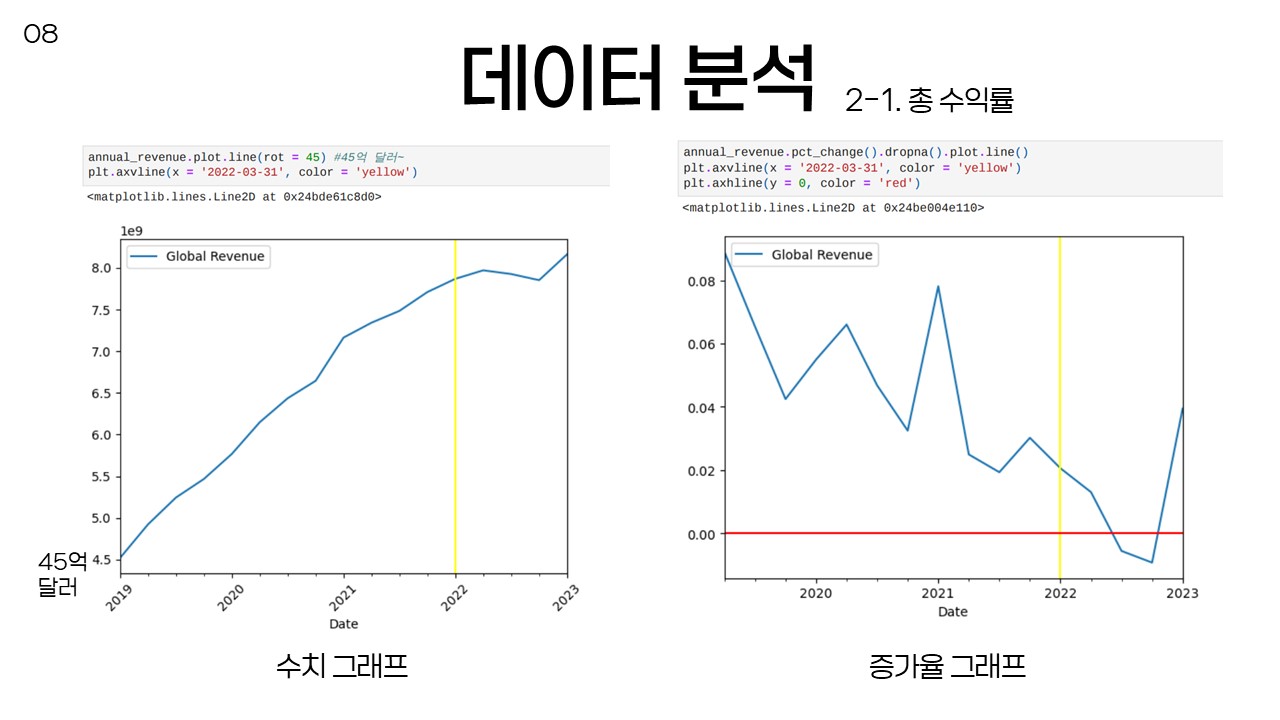 08
데이터 분석
2-1. 총 수익률
annual_revenue.plot.line(rot = 45) #45억 달러~
plt.axvline(x = '2022-03-31', color = 'yellow')
<matplotlib.lines.Line2D at 0x24bde61c8d0>
1e9
Global Revenue
8.0
7.5
7.0
6.5
6.0
5.5
5.0
4.5
45억
달러
2019 2020 2021 2022 2023
Date
수치 그래프
annual_revenue.pct_change().dropna().plot.line()
plt.axvline(x = '2022-03-31', color = 'yellow')
plt.axhline(y = 0, color = 'red')
<matplotlib.lines.Line2D at 0x24be004e110>
Global Revenue
0.08
0.06
0.04
0.02
0.00
2020 2021 2022 2023
Date
증가율 그래프